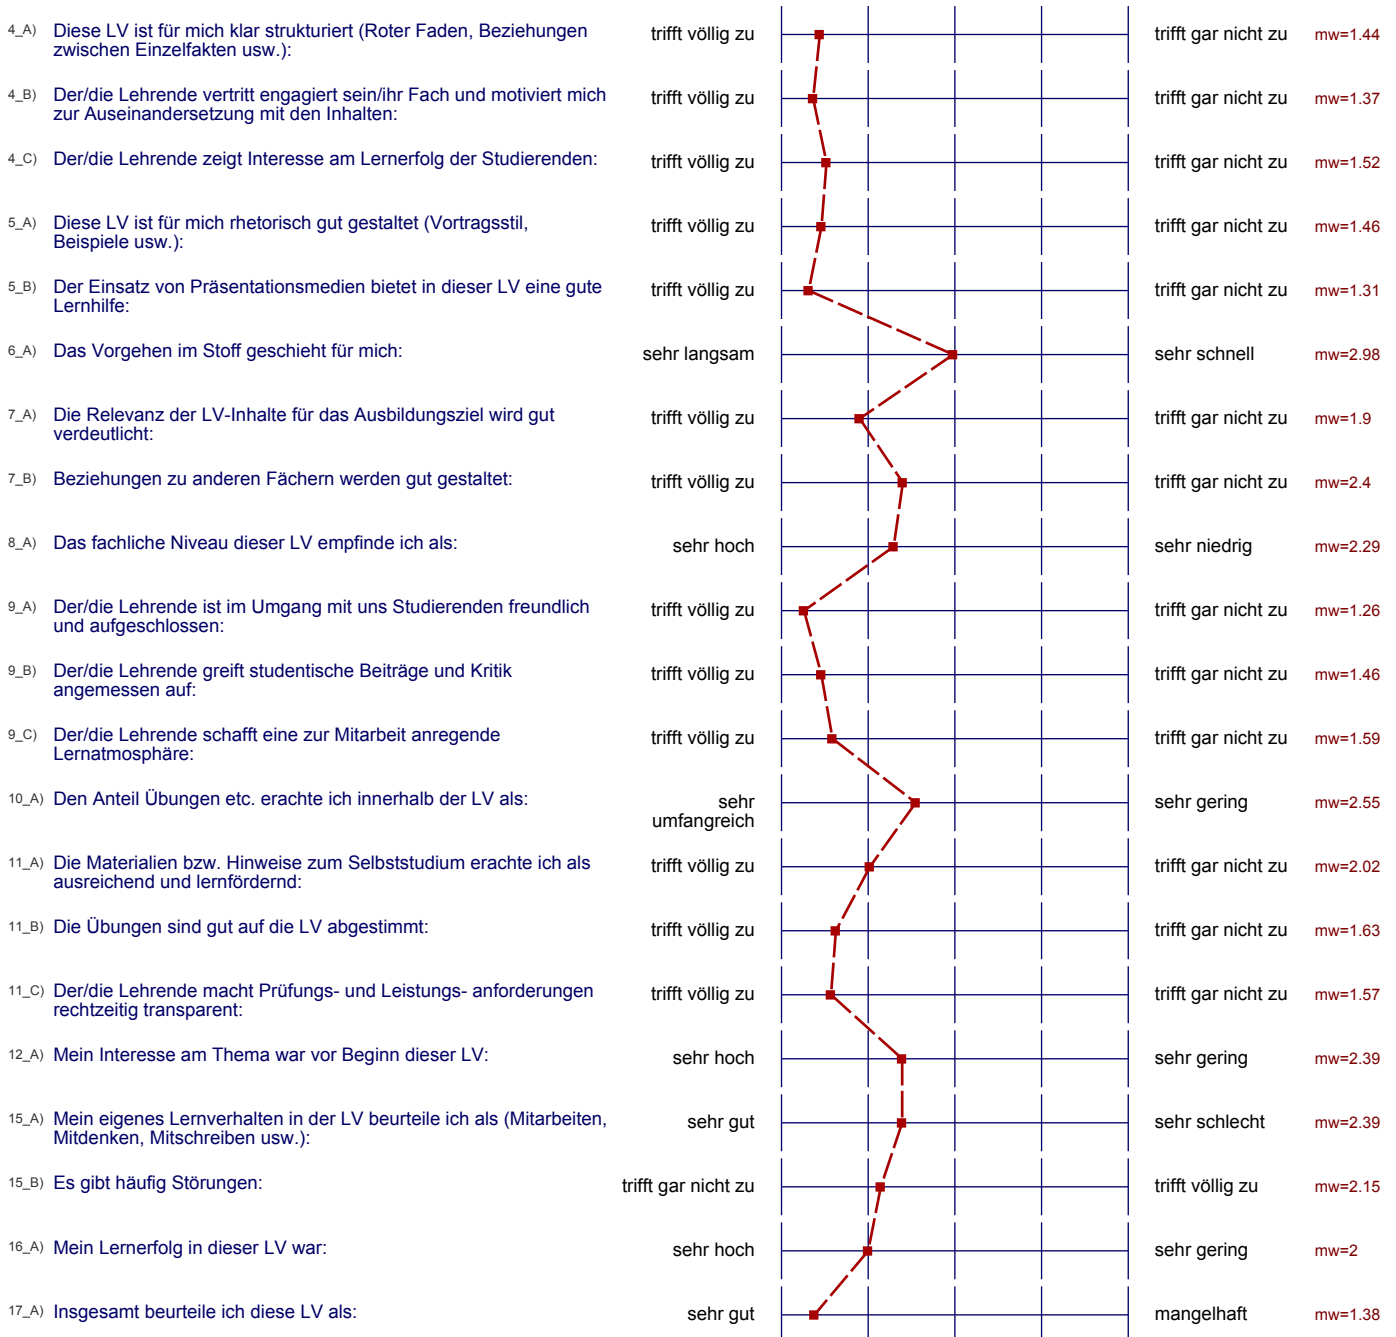 4_A) Diese LV ist für mich klar strukturiert (Roter Faden, Beziehungen
zwischen Einzelfakten usw.):
trifft völlig zu trifft gar nicht zu mw=1.44
4_B) Der/die Lehrende vertritt engagiert sein/ihr Fach und motiviert mich
zur Auseinandersetzung mit den Inhalten:
trifft völlig zu trifft gar nicht zu mw=1.37
4_C) Der/die Lehrende zeigt Interesse am Lernerfolg der Studierenden: trifft völlig zu trifft gar nicht zu mw=1.52
5_A) Diese LV ist für mich rhetorisch gut gestaltet (Vortragsstil,
Beispiele usw.):
trifft völlig zu trifft gar nicht zu mw=1.46
5_B) Der Einsatz von Präsentationsmedien bietet in dieser LV eine gute
Lernhilfe:
trifft völlig zu trifft gar nicht zu mw=1.31
6_A) Das Vorgehen im Stoff geschieht für mich: sehr langsam sehr schnell mw=2.98
7_A) Die Relevanz der LV-Inhalte für das Ausbildungsziel wird gut
verdeutlicht:
trifft völlig zu trifft gar nicht zu mw=1.9
7_B) Beziehungen zu anderen Fächern werden gut gestaltet: trifft völlig zu trifft gar nicht zu mw=2.4
8_A) Das fachliche Niveau dieser LV empfinde ich als: sehr hoch sehr niedrig mw=2.29
9_A) Der/die Lehrende ist im Umgang mit uns Studierenden freundlich
und aufgeschlossen:
trifft völlig zu trifft gar nicht zu mw=1.26
9_B) Der/die Lehrende greift studentische Beiträge und Kritik
angemessen auf:
trifft völlig zu trifft gar nicht zu mw=1.46
9_C) Der/die Lehrende schafft eine zur Mitarbeit anregende
Lernatmosphäre:
trifft völlig zu trifft gar nicht zu mw=1.59
10_A) Den Anteil Übungen etc. erachte ich innerhalb der LV als: sehr
umfangreich
sehr gering mw=2.55
11_A) Die Materialien bzw. Hinweise zum Selbststudium erachte ich als
ausreichend und lernfördernd:
trifft völlig zu trifft gar nicht zu mw=2.02
11_B) Die Übungen sind gut auf die LV abgestimmt: trifft völlig zu trifft gar nicht zu mw=1.63
11_C) Der/die Lehrende macht Prüfungs- und Leistungs- anforderungen
rechtzeitig transparent:
trifft völlig zu trifft gar nicht zu mw=1.57
12_A) Mein Interesse am Thema war vor Beginn dieser LV: sehr hoch sehr gering mw=2.39
15_A) Mein eigenes Lernverhalten in der LV beurteile ich als (Mitarbeiten,
Mitdenken, Mitschreiben usw.):
sehr gut sehr schlecht mw=2.39
15_B) Es gibt häufig Störungen: trifft gar nicht zu trifft völlig zu mw=2.15
16_A) Mein Lernerfolg in dieser LV war: sehr hoch sehr gering mw=2
17_A) Insgesamt beurteile ich diese LV als: sehr gut mangelhaft mw=1.38